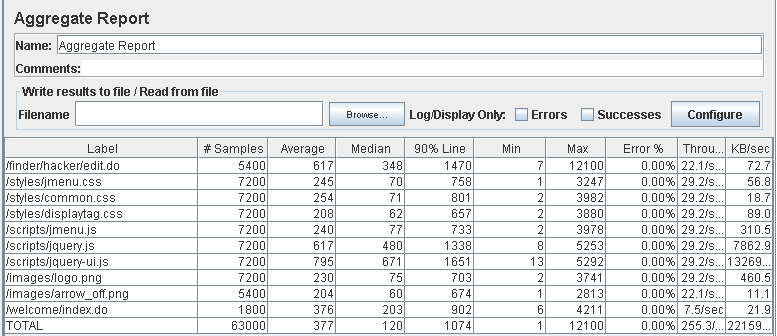 Aggregate Report
Name: Aggregate Report
Comments:
Write results to file / Read from file
Filename Browse... Log/Display Only: Errors Successes Configure
Label # Samples Average Median 90% Line Min Max Error % Throu... KB/sec
/finder/hacker/edit.do 5400 617 348 1470 7 12100 0.00% 22.1/s... 72.7
/styles/jmenu.css 7200 245 70 758 1 3247 0.00% 29.2/s... 56.8
/styles/common.css 7200 254 71 801 2 3982 0.00% 29.2/s... 18.7
/styles/displaytag.css 7200 208 62 657 2 3880 0.00% 29.2/s... 89.0
/scripts/jmenu.js 7200 240 77 733 2 3978 0.00% 29.2/s... 310.5
/scripts/jquery.js 7200 617 480 1338 8 5253 0.00% 29.2/s... 7862.9
/scripts/jquery-ui.js 7200 795 671 1651 13 5292 0.00% 29.2/s... 13269...
/images/logo.png 7200 230 75 703 2 3741 0.00% 29.2/s... 460.5
/images/arrow_off.png 5400 204 60 674 1 2813 0.00% 22.1/s... 11.1
/welcome/index.do 1800 376 203 902 6 4211 0.00% 7.5/sec 21.9
TOTAL 63000 377 120 1074 1 12100 0.00% 255.3/... 22159...